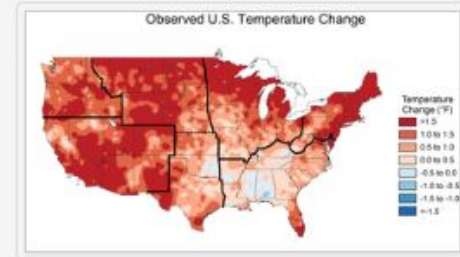 Observed U.S. Temperature Change
Temperature
Change (°F)
>1.5
1.0 to 1.5
0.5 to 1.0
0.0 to 0.5
-0.5 to 0.0
-1.0 to -0.5
-1.5 to -1.0
<-1.5